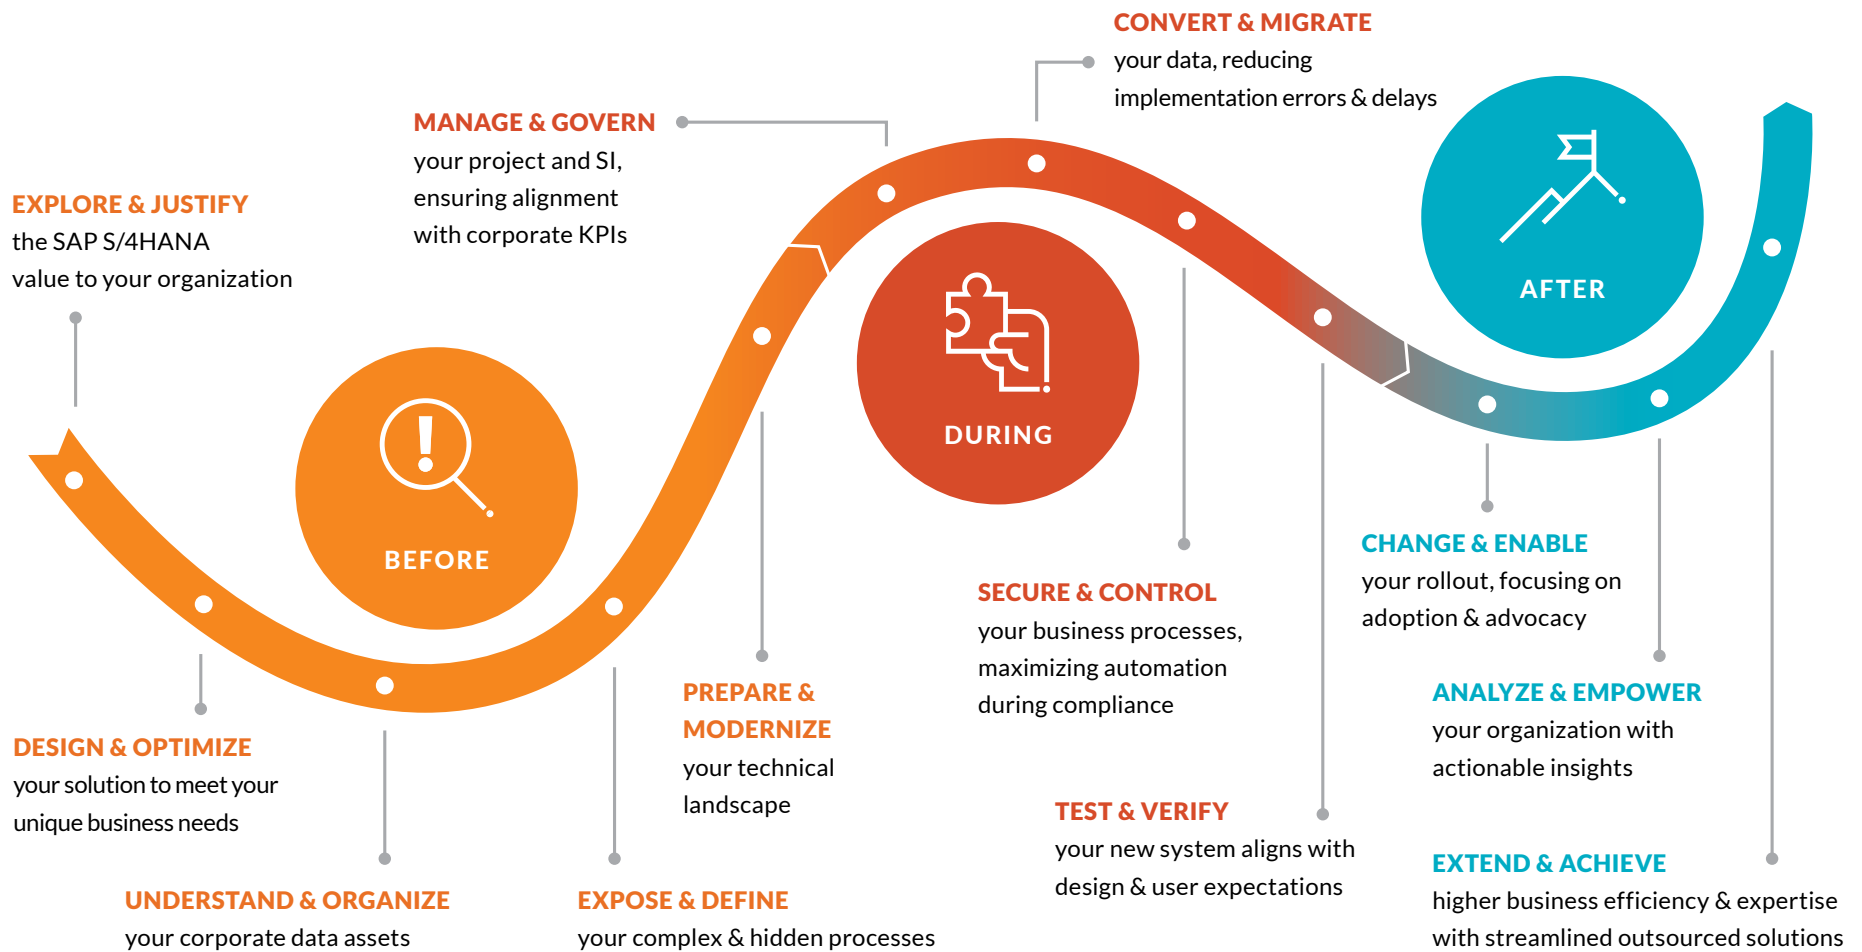 EXPLORE & JUSTIFY
the SAP S/4HANA
value to your organization
DESIGN & OPTIMIZE
your solution to meet your
unique business needs
UNDERSTAND & ORGANIZE
your corporate data assets
EXPOSE & DEFINE
your complex & hidden processes
PREPARE &
MODERNIZE
your technical
landscape
BEFORE
MANAGE & GOVERN
your project and SI,
ensuring alignment
with corporate KPIs
CONVERT & MIGRATE
your data, reducing
implementation errors & delays
DURING
SECURE & CONTROL
your business processes,
maximizing automation
during compliance
TEST & VERIFY
your new system aligns with
design & user expectations
AFTER
CHANGE & ENABLE
your rollout, focusing on
adoption & advocacy
ANALYZE & EMPOWER
your organization with
actionable insights
EXTEND & ACHIEVE
higher business efficiency & expertise
with streamlined outsourced solutions